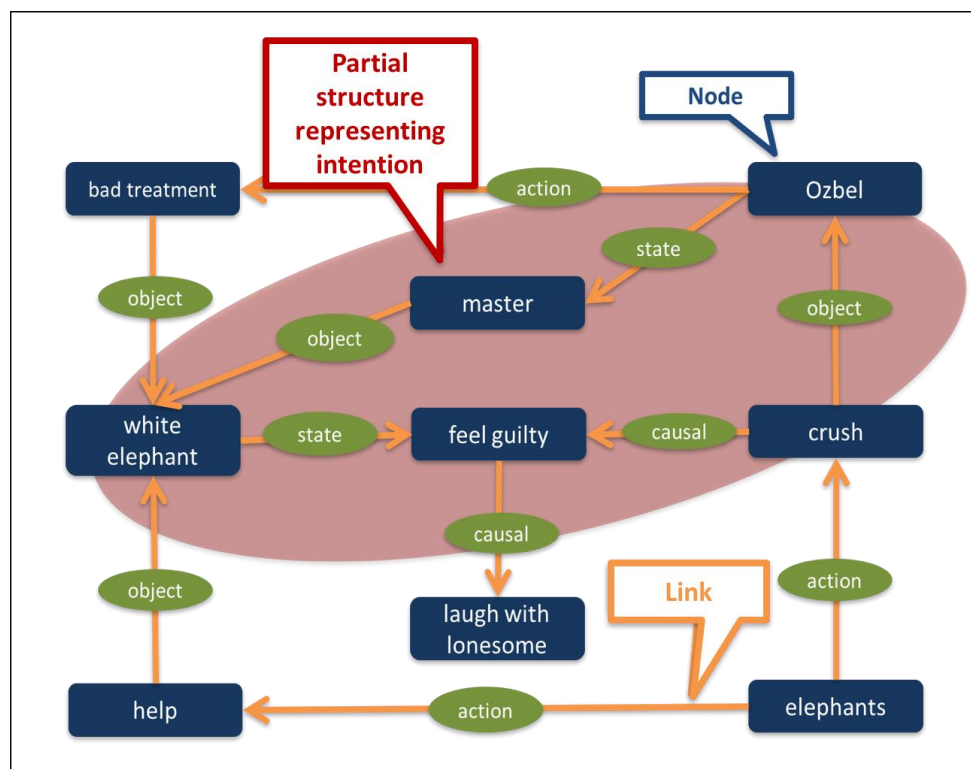 Partial
structure
representing
intention
Node
bad treatment
action
Ozbel
state
object
master
object
object
white
elephant
state
feel guilty
causal
crush
causal
object
action
Link
laugh with
lonesome
help
action
elephants